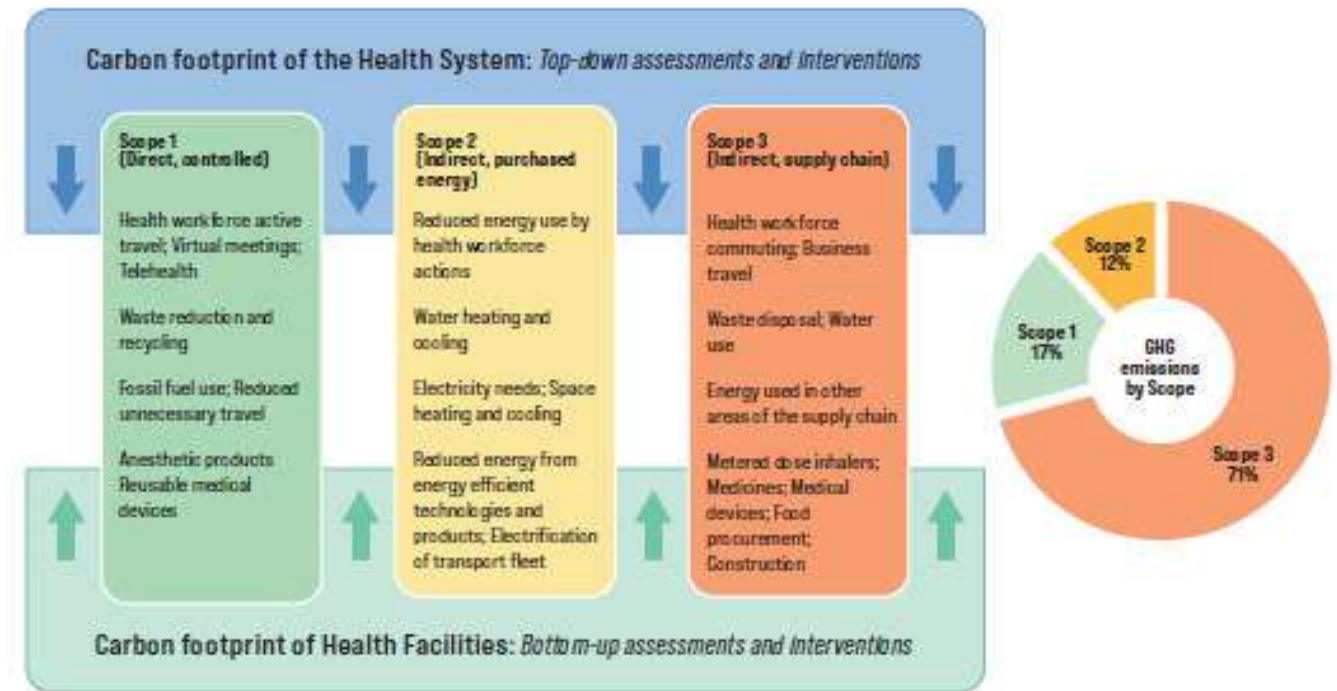 Carbon footprint of the Health System: Top-down assessments and interventions
Scope 1
(Direct, controlled)
Health workforce active
travel; Virtual meetings;
Telehealth
Waste reduction and
recycling
Fossil fuel use; Reduced
unnecessary travel
Anesthetic products
Reusable medical
devices
Scope 2
(Indirect, purchased
energy)
Reduced energy use by
health workforce
actions
Water heating and
cooling
Electricity needs; Space
heating and cooling
Reduced energy from
energy efficient
technologies and
products; Electrification
of transport fleet
Scope 3
(Indirect, supply chain)
Health workforce
commuting; Business
travel
Waste disposal; Water
use
Energy used in other
areas of the supply chain
Metered dose inhalers;
Medicines; Medical
devices; Food
procurement;
Construction
Carbon footprint of Health Facilities: Bottom-up assessments and interventions
Scope 2
12%
Scope 1
17%
GHG
emissions
by Scope
Scope 3
71%